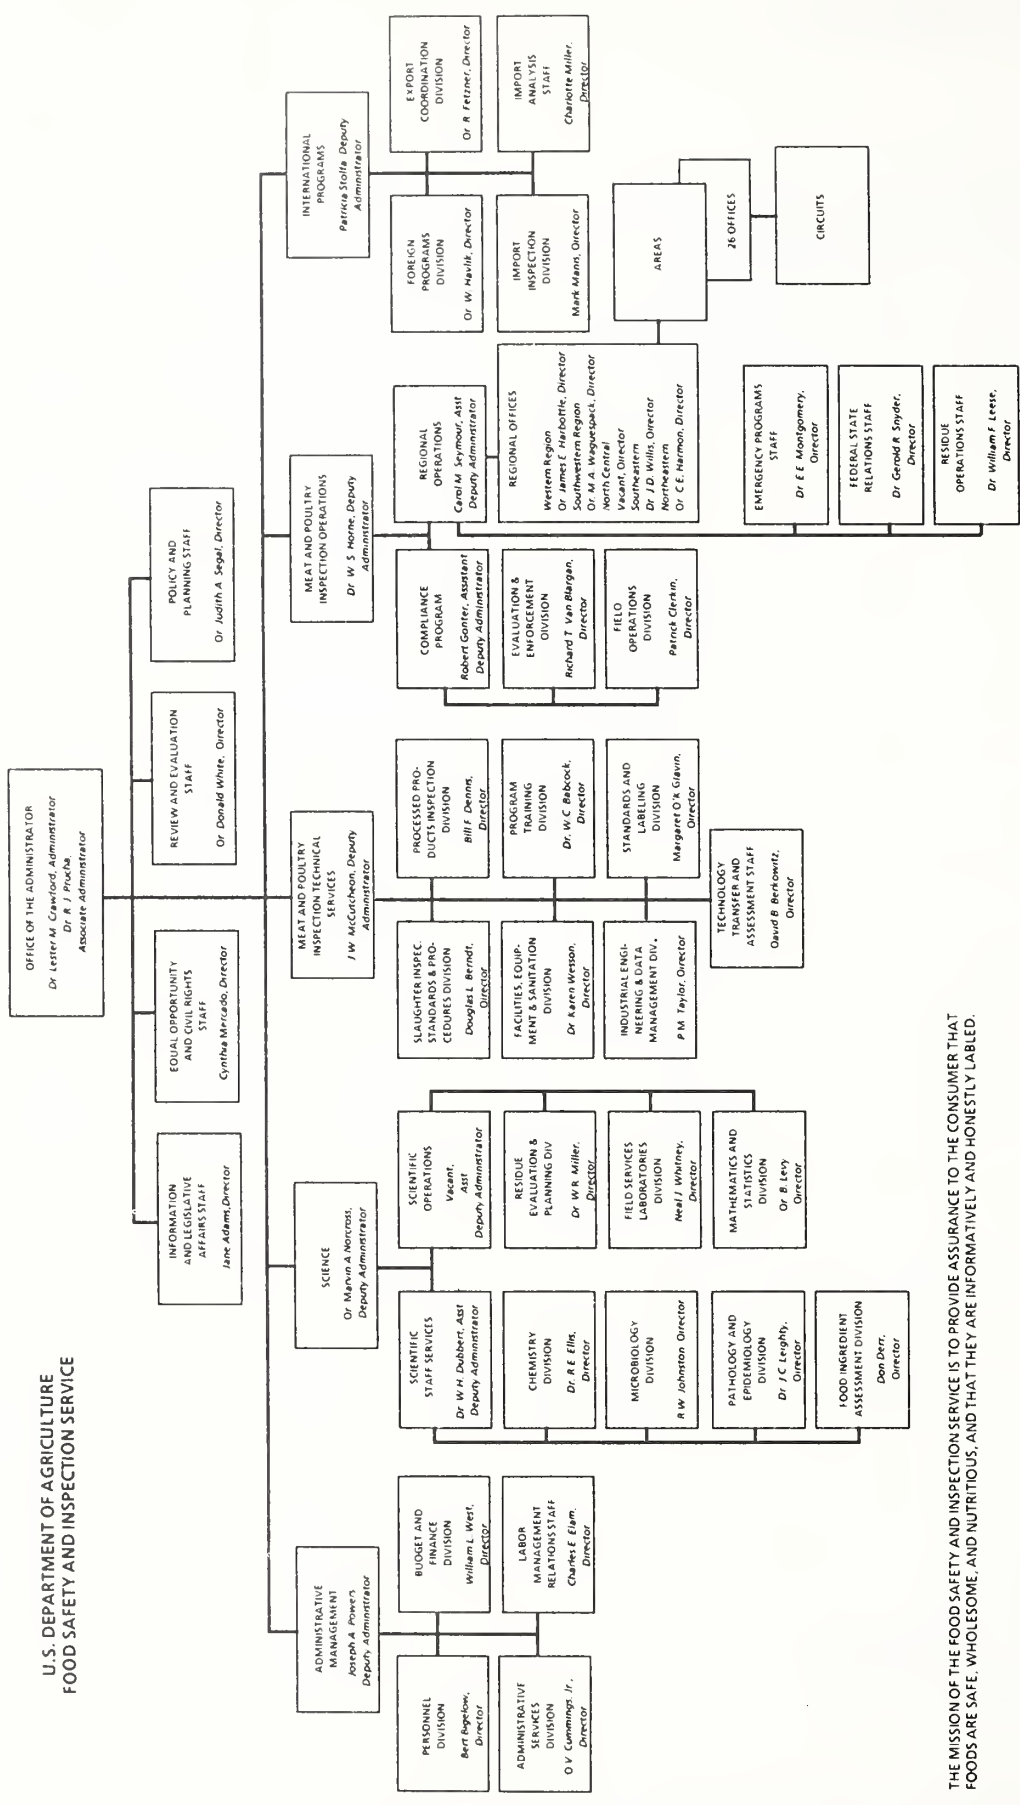 U.S. DEPARTMENT OF AGRICULTURE
FOOD SAFETY AND INSPECTION SERVICE
OFFICE OF THE ADMINISTRATOR
Dr. Lester M Crawford, Administrator
Dr R J Prucha,
Associate Administrator
INFORMATION
AND LEGISLATIVE
AFFAIRS STAFF
Jane Adams, Director
EQUAL OPPORTUNITY
AND CIVIL RIGHTS
STAFF
Cynthia Mercado, Director
REVIEW AND EVALUATION
STAFF
Or Donald White, Director
POLICY AND
PLANNING STAFF
Or Judith A Segal, Director
ADMINISTRATIVE
MANAGEMENT
Joseph A Powers
Deputy Administrator
PERSONNEL
DIVISION
Bert Bigelow,
Director
BUDGET AND
FINANCE
DIVISION
William L. West,
Director
ADMINISTRATIVE
SERVICES
DIVISION
O V Cummings, Jr,
Director
LABOR
MANAGEMENT
RELATIONS STAFF
Charles E Elam,
Director
SCIENCE
Or Marvin A Norcross,
Deputy Administrator
SCIENTIFIC
STAFF SERVICES
Dr W H. Dubbert, Asst
Deputy Administrator
CHEMISTRY
DIVISION
Dr. R E Ellis,
Director
MICROBIOLOGY
DIVISION
R W Johnston Director
PATHOLOGY AND
EPIDEMIOLOGY
DIVISION
Dr J C Leighty,
Director
FOOD INGREDIENT
ASSESSMENT DIVISION
Don Derr,
Director
SCIENTIFIC
OPERATIONS
Vacant,
Asst
Deputy Administrator
RESIDUE
EVALUATION &
PLANNING DIV
Dr W R Miller,
Director
FIELD SERVICES
LABORATORIES
DIVISION
Neal J Whitney,
Director
MATHEMATICS AND
STATISTICS
DIVISION
Or B. Levy
Director
MEAT AND POULTRY
INSPECTION TECHNICAL
SERVICES
J W McCutcheon, Deputy
Administrator
SLAUGHTER INSPEC.
STANDARDS & PRO-
CEDURES DIVISION
Douglas L Berndt,
Director
PROCESSED PRO-
DUCTS INSPECTION
DIVISION
Bill F Dennis,
Director
FACILITIES, EQUIP-
MENT & SANITATION
DIVISION
Dr Karen Wesson,
Director
PROGRAM
TRAINING
DIVISION
Dr. W C Babcock,
Director
INDUSTRIAL ENGI-
NEERING & DATA
MANAGEMENT DIV.
P M Taylor, Director
STANDARDS AND
LABELING
DIVISION
Margaret O'K Glavin,
Director
TECHNOLOGY
TRANSFER AND
ASSESSMENT STAFF
David B Berkowitz,
Director
MEAT AND POULTRY
INSPECTION OPERATIONS
Dr W S Horne, Deputy
Administrator
COMPLIANCE
PROGRAM
Robert Gonter, Assistant
Deputy Administrator
EVALUATION &
ENFORCEMENT
DIVISION
Richard T Van Blargan,
Director
FIELD
OPERATIONS
DIVISION
Patrick Clerkin,
Director
REGIONAL
OPERATIONS
Carol M Seymour, Asst
Deputy Administrator
REGIONAL OFFICES
Western Region
Or James E Harbottle, Director
Southwestern Region
Or. M A Waguespack, Director
North Central
Vacant, Director
Southeastern
Dr J D. Willis, Director
Northeastern
Or C E. Harmon, Director
AREAS
26 OFFICES
CIRCUITS
EMERGENCY PROGRAMS
STAFF
Dr E E Montgomery,
Director
FEDERAL STATE
RELATIONS STAFF
Dr Gerold R Snyder,
Director
RESIDUE
OPERATIONS STAFF
Dr William F. Leese,
Director
INTERNATIONAL
PROGRAMS
Patricia Stolfa Deputy
Administrator
FOREIGN
PROGRAMS
DIVISION
Or W. Havlik, Director
EXPORT
COORDINATION
DIVISION
Or R Fetzner, Director
IMPORT
INSPECTION
DIVISION
Mark Manis, Director
IMPORT
ANALYSIS
STAFF
Charlotte Miller,
Director
THE MISSION OF THE FOOD SAFETY AND INSPECTION SERVICE IS TO PROVIDE ASSURANCE TO THE CONSUMER THAT
FOODS ARE SAFE, WHOLESOME, AND NUTRITIOUS, AND THAT THEY ARE INFORMATIVELY AND HONESTLY LABLED.